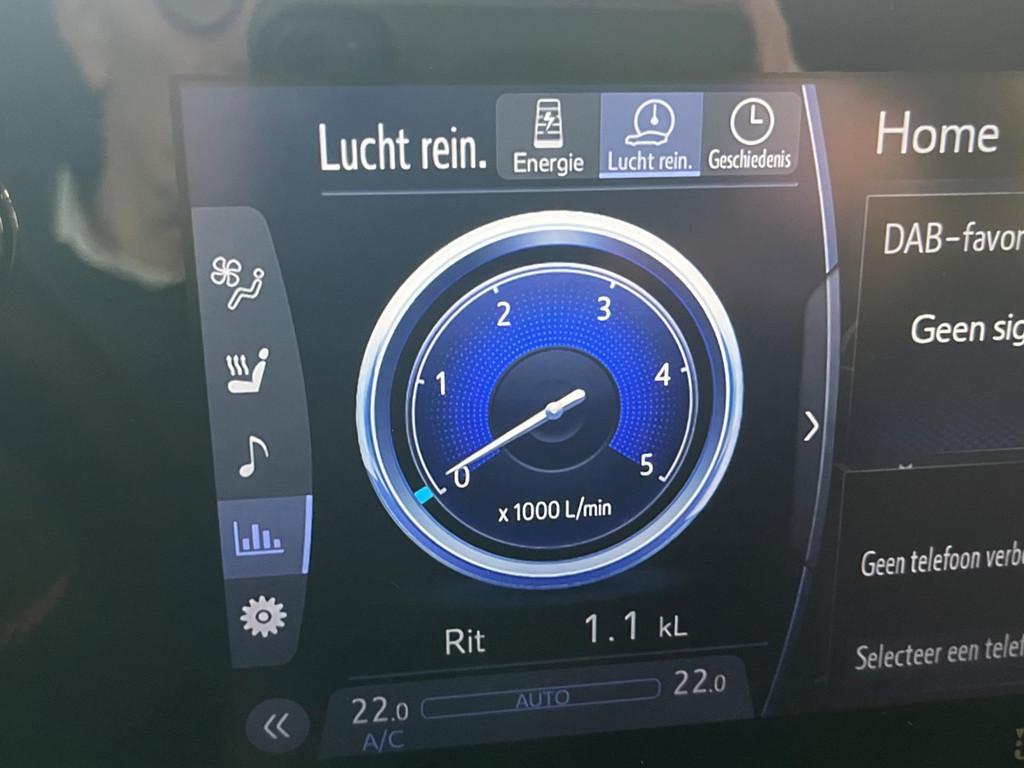 Lucht rein.
Energie
Lucht rein.
Geschiedenis
Home
DAB-favor
Geen sig
0
1
2
3
4
5
x 1000 L/min
Rit 1.1 kL
Geen telefoon verb
Selecteer een telef
22.0 AUTO 22.0
A/C